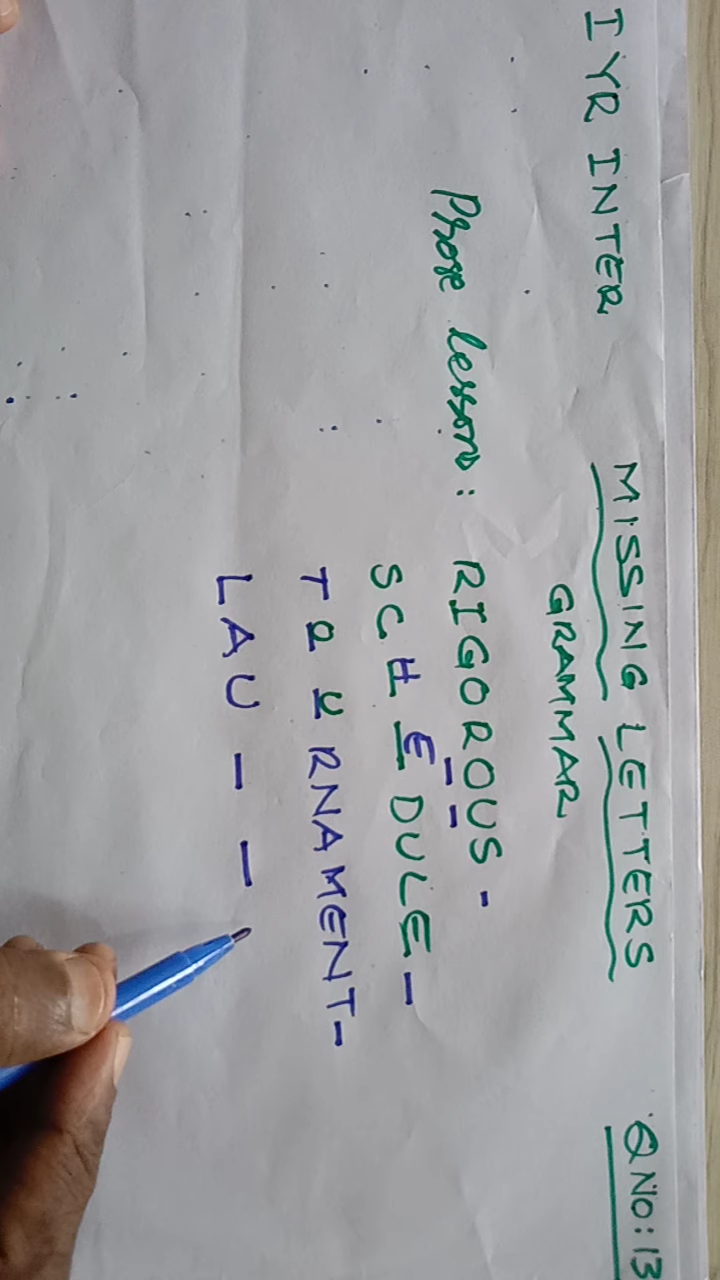 I YR INTER MISSING LETTERS Q NO: 13
GRAMMAR
Prose lessons: RIGOROUS -
SCHEDULE -
TOURNAMENT-
LAU - -